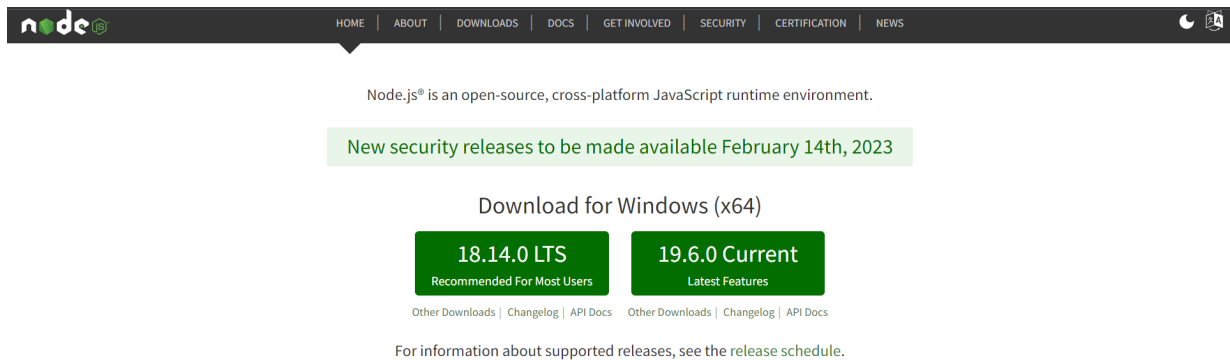 node JS
HOME | ABOUT | DOWNLOADS | DOCS | GET INVOLVED | SECURITY | CERTIFICATION | NEWS
Node.js® is an open-source, cross-platform JavaScript runtime environment.
New security releases to be made available February 14th, 2023
Download for Windows (x64)
18.14.0 LTS 19.6.0 Current
Recommended For Most Users Latest Features
Other Downloads | Changelog | API Docs Other Downloads | Changelog | API Docs
For information about supported releases, see the release schedule.